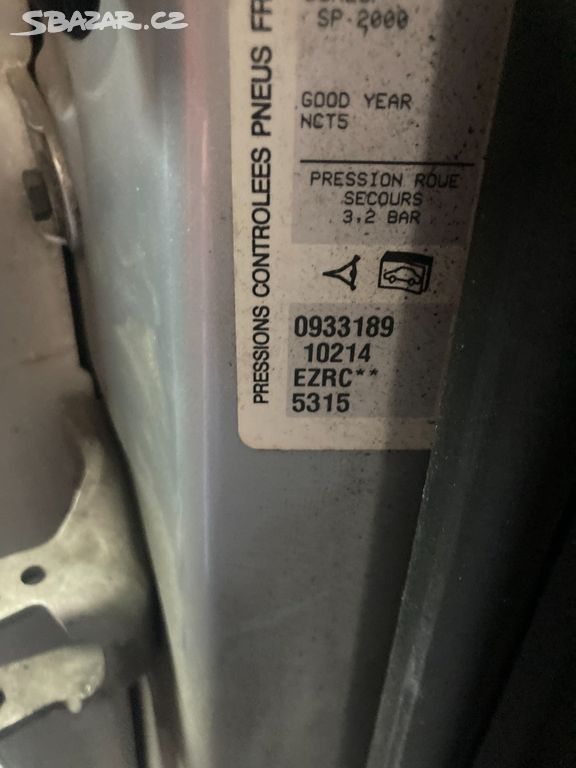 SBAZAR.CZ
SP 2000
GOOD YEAR
NCT5
PRESSION ROUE
SECOURS
3.2 BAR
PRESSIONS CONTROLEES PNEUS FR
0933189
10214
EZRC**
5315